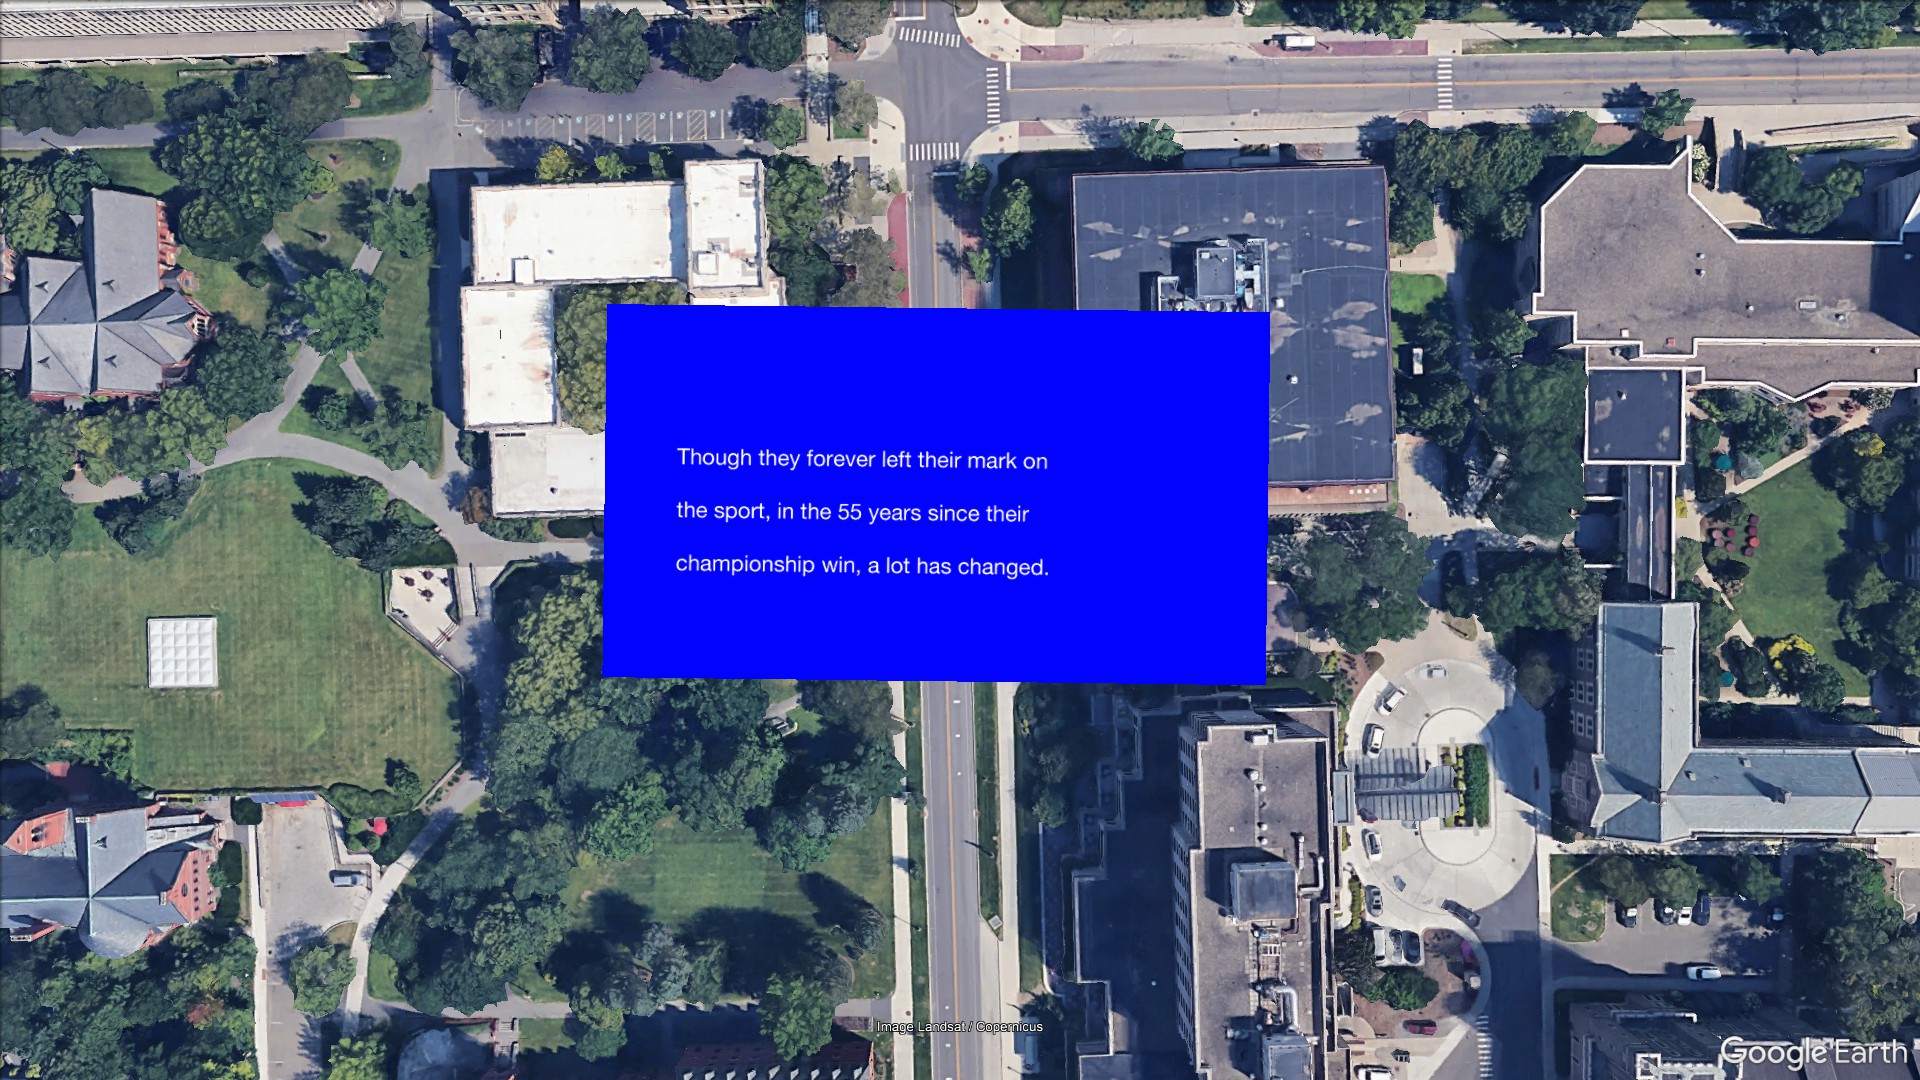 Though they forever left their mark on
the sport, in the 55 years since their
championship win, a lot has changed.
Image Landsat / Copernicus
Google Earth